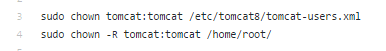 3 sudo chown tomcat:tomcat /etc/tomcat8/tomcat-users.xml
4 sudo chown -R tomcat:tomcat /home/root/